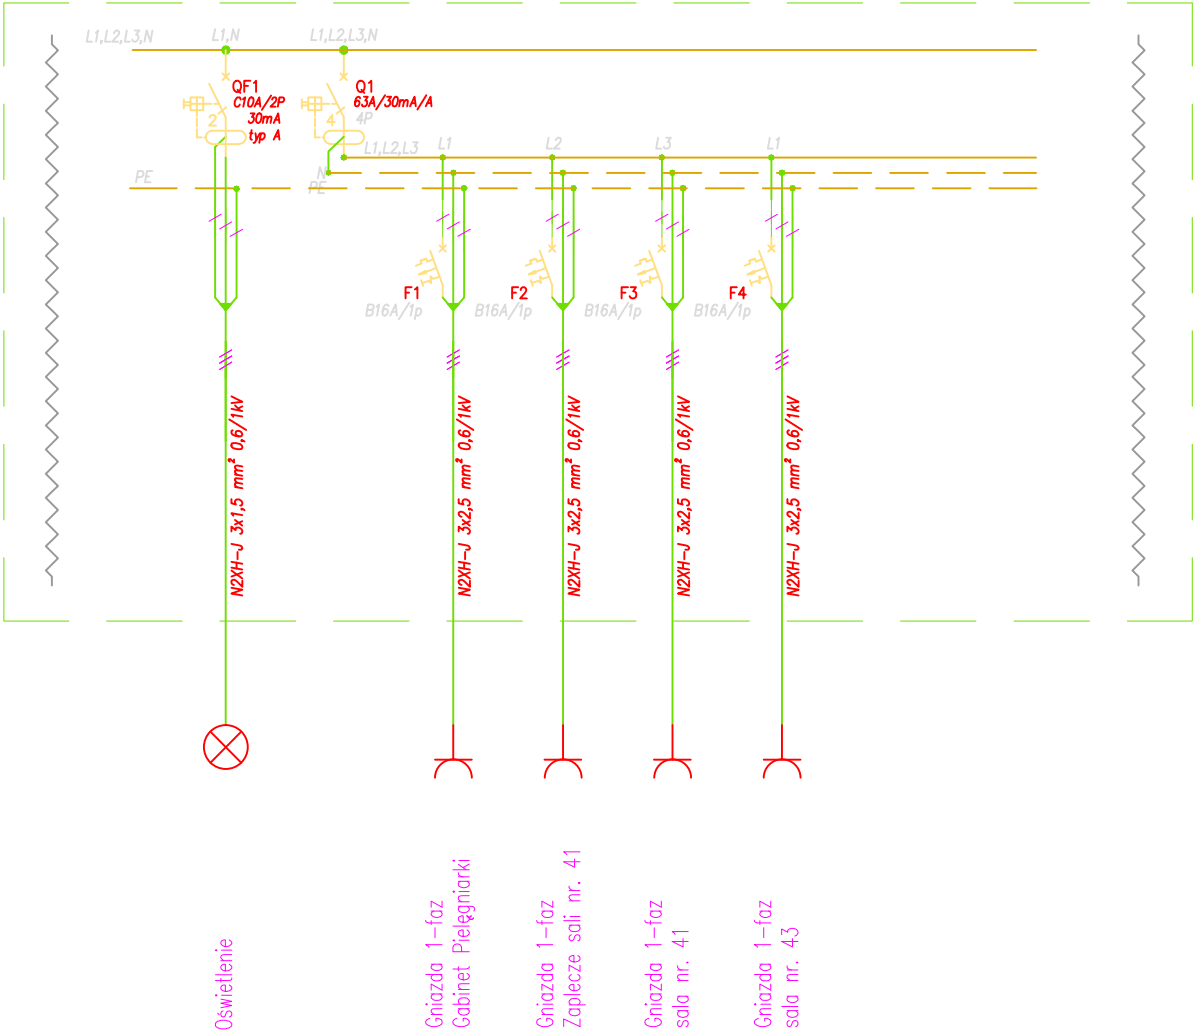 L1,L2,L3,N
L1,N
L1,L2,L3,N
QF1
C10A/2P
30mA
typ A
2
Q1
63A/30mA/A
4P
4
L1,L2,L3
N
PE
PE
L1
L2
L3
L1
F1
B16A/1p
F2
B16A/1p
F3
B16A/1p
F4
B16A/1p
N2XH-J 3x1,5 mm² 0,6/1kV
N2XH-J 3x2,5 mm² 0,6/1kV
N2XH-J 3x2,5 mm² 0,6/1kV
N2XH-J 3x2,5 mm² 0,6/1kV
N2XH-J 3x2,5 mm² 0,6/1kV
Oświetlenie
Gniazda 1-faz
Gabinet Pielęgniarki
Gniazda 1-faz
Zaplecze sali nr. 41
Gniazda 1-faz
sala nr. 41
Gniazda 1-faz
sala nr. 43